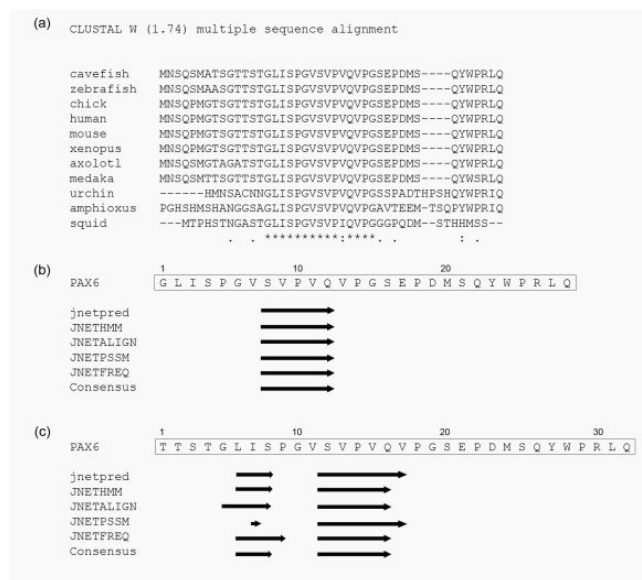 (a) CLUSTAL W (1.74) multiple sequence alignment
cavefish MNSQSMATSGTTSTGLISPGVSVPVQVPGSEPDMS----QYWPRLQ
zebrafish MNSQSMAASGTTSTGLISPGVSVPVQVPGSEPDMS----QYWPRLQ
chick MNSQPMGTSGTTSTGLISPGVSVPVQVPGSEPDMS----QYWPRLQ
human MNSQPMGTSGTTSTGLISPGVSVPVQVPGSEPDMS----QYWPRLQ
mouse MNSQPMGTSGTTSTGLISPGVSVPVQVPGSEPDMS----QYWPRLQ
xenopus MNSQPMGTSGTTSTGLISPGVSVPVQVPGSEPDMS----QYWPRLQ
axolotl MNSQSMGTAGATSTGLISPGVSVPVQVPGSEPDMS----QYWPRLQ
medaka MNSQSMTTSGTTSTGLISPGVSVPVQVPGSEPDMS----QYWSRLQ
urchin ------HMNSACNNGLISPGVSVPVQVPGSSPADTHPSHQYWPRIQ
amphioxus PGHSHMSHANGGSAGLISPGVSVPVQVPGAVTEEM-TSQPYWPRIQ
squid ---MTPHSTNGASTGLISPGVSVPIQVPGGGPQDM--STHHMSS--
. . *********:****. . : .
(b) 1 10 20
PAX6 G L I S P G V S V P V Q V P G S E P D M S Q Y W P R L Q
jnetpred
JNETHMM
JNETALIGN
JNETPSSM
JNETFREQ
Consensus
(c) 1 10 20 30
PAX6 T T S T G L I S P G V S V P V Q V P G S E P D M S Q Y W P R L Q
jnetpred
JNETHMM
JNETALIGN
JNETPSSM
JNETFREQ
Consensus